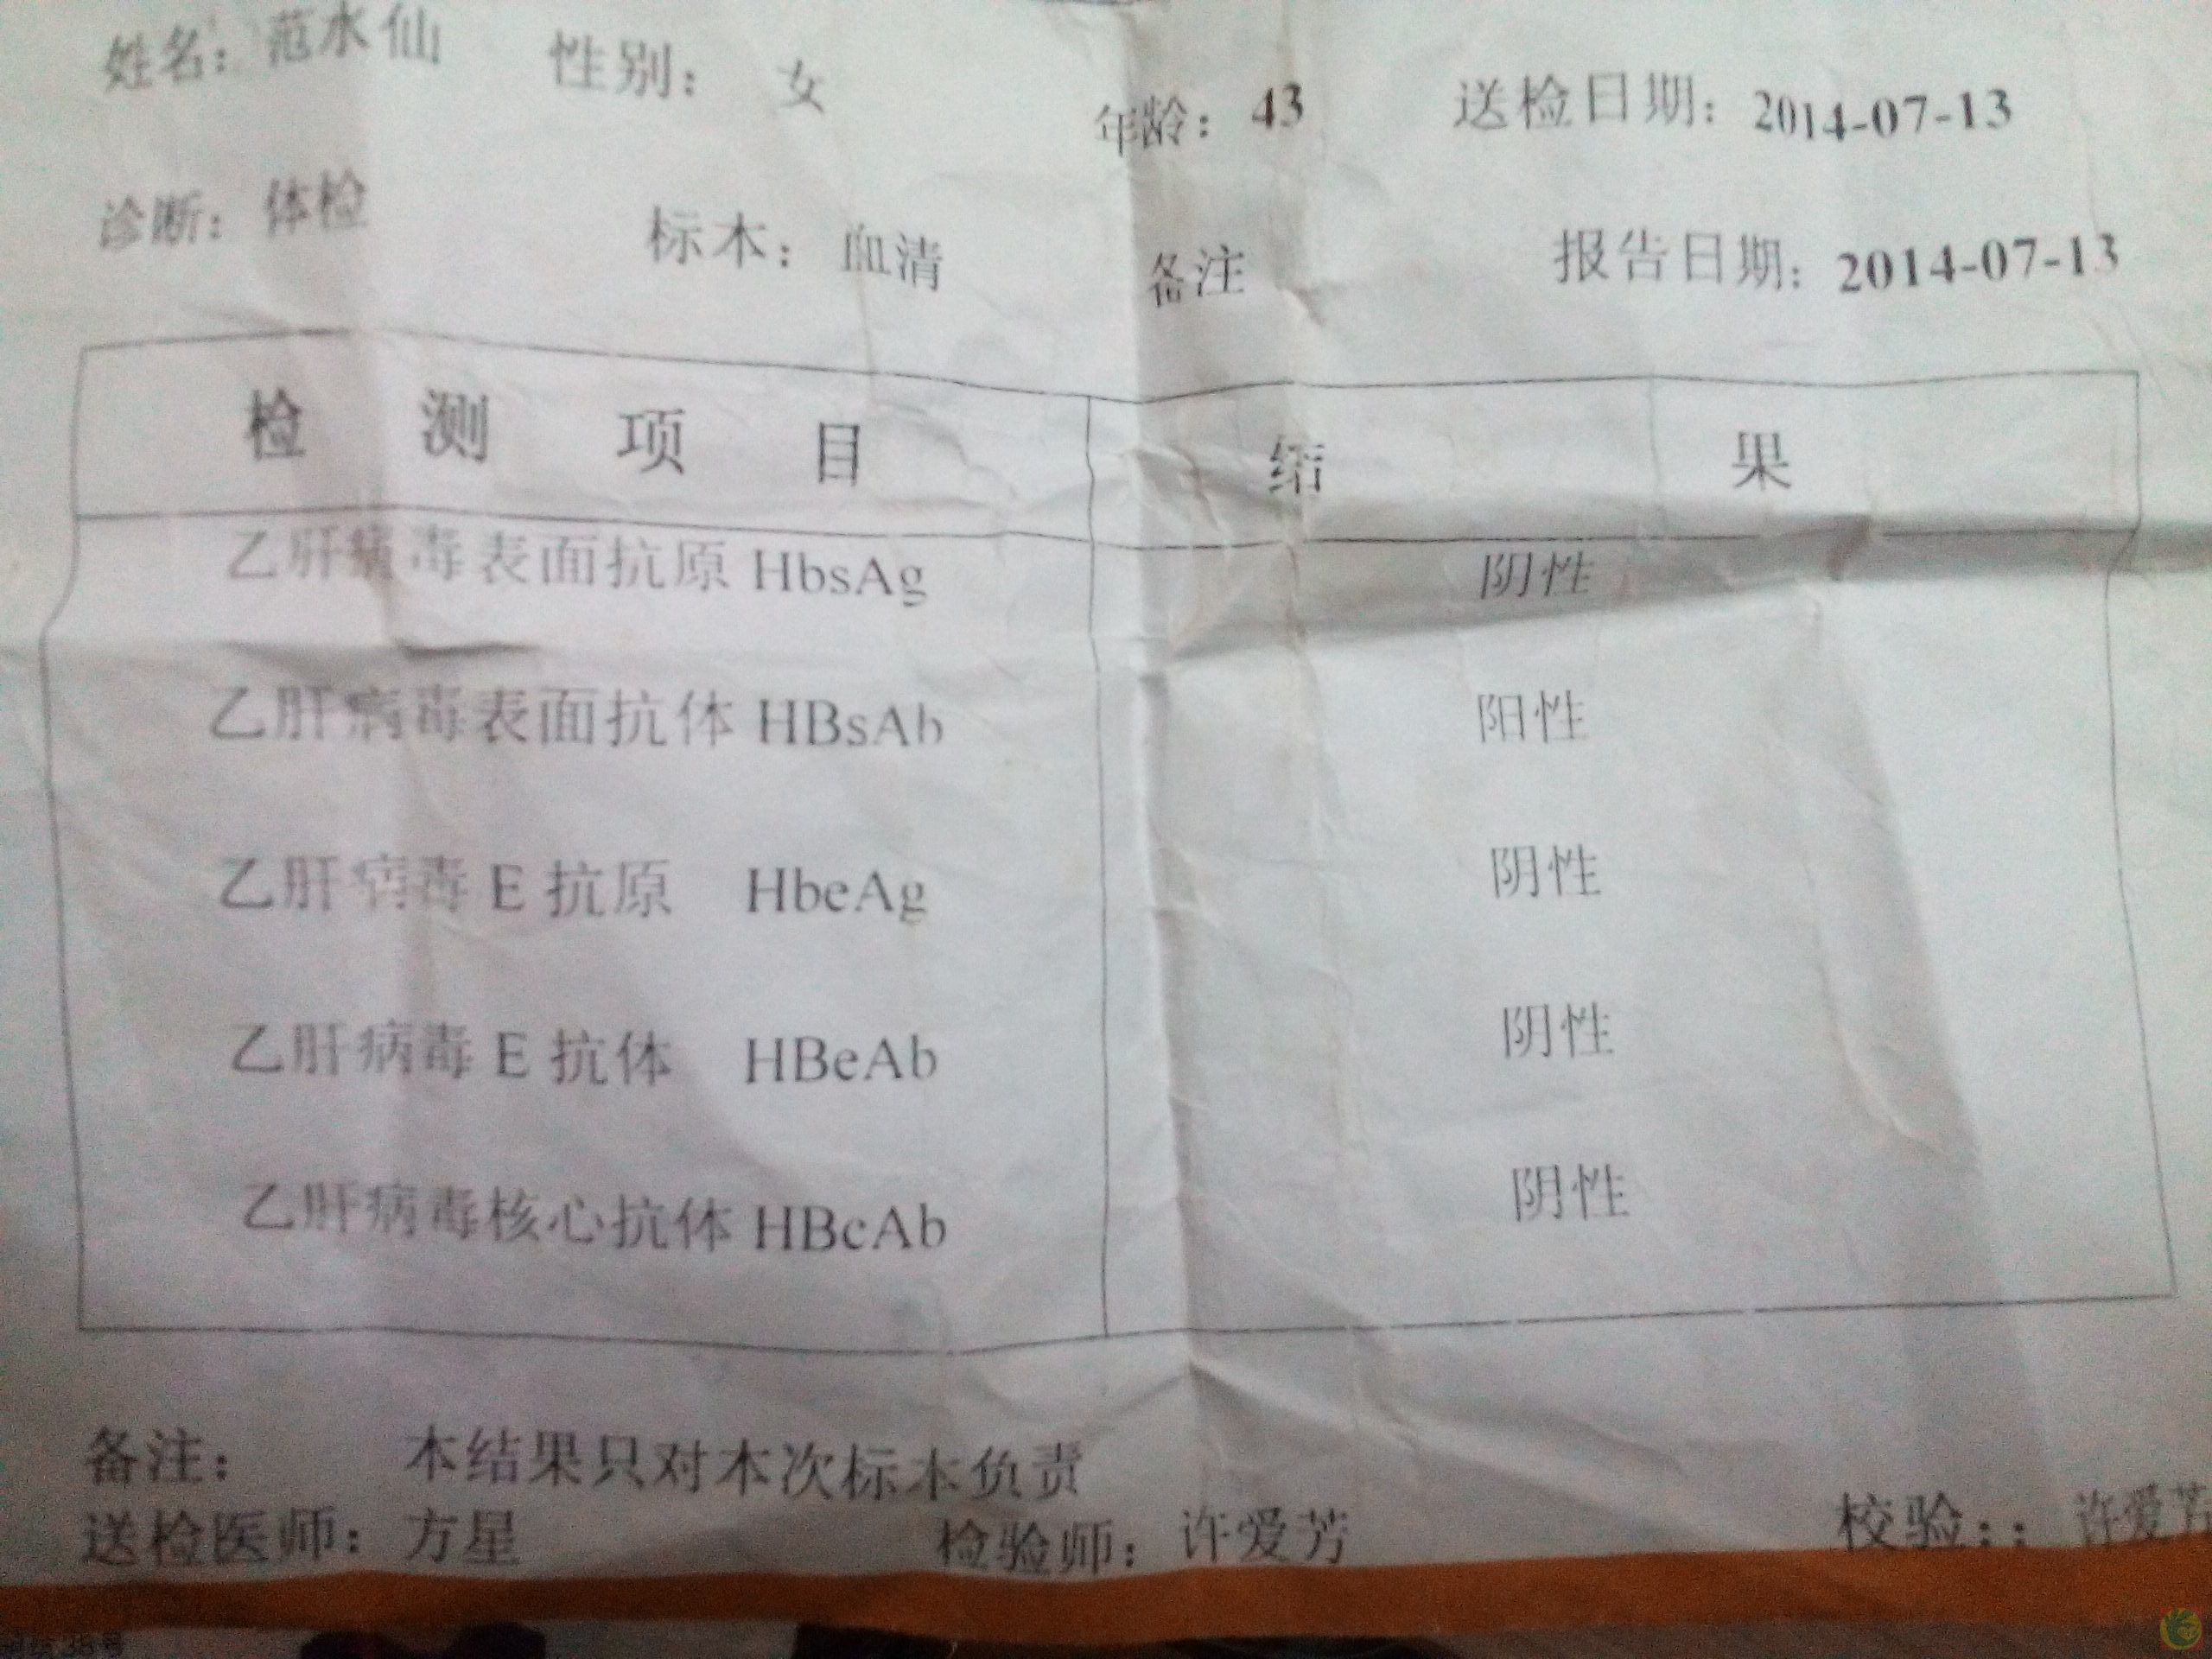 姓名：范水仙 性别： 女 年龄：43 送检日期：2014-07-13
诊断：体检 标本：血清 备注 报告日期：2014-07-13
检 测 项 目 结 果
乙肝病毒表面抗原 HbsAg 阴性
乙肝病毒表面抗体 HBsAb 阳性
乙肝病毒 E 抗原 HbeAg 阴性
乙肝病毒 E 抗体 HBeAb 阴性
乙肝病毒核心抗体 HBcAb 阴性
备注： 本结果只对本次标本负责
送检医师：方星 检验师：许爱芳 校验：：许爱芳
35号